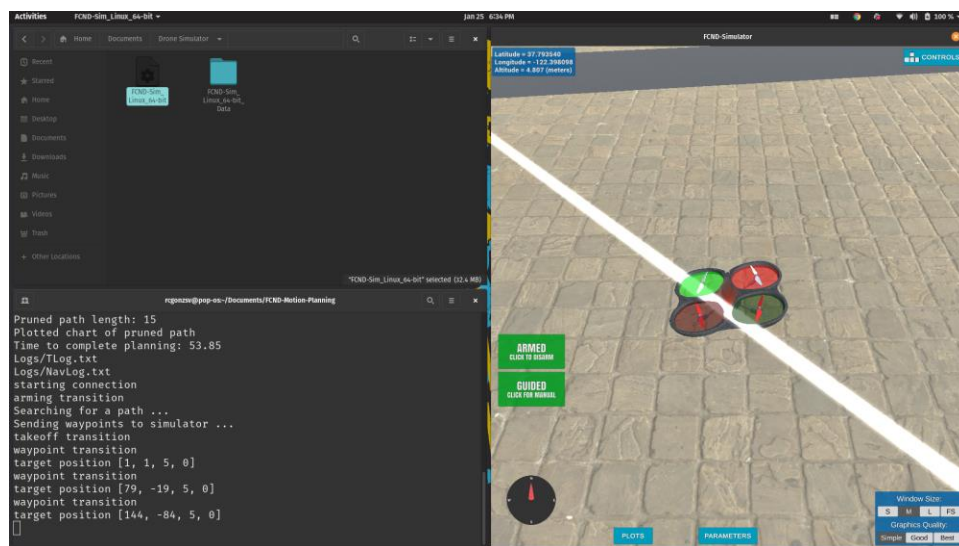 Activities FCND-Sim_Linux_64-bit Jan 25 6:34 PM 100 %
Home Documents Drone Simulator
Recent
Starred
Home
Desktop
Documents
Downloads
Music
Pictures
Videos
Trash
+ Other Locations
FCND-Sim_
Linux_64-bit
FCND-Sim_
Linux_64-bit_
Data
"FCND-Sim_Linux_64-bit" selected (32.4 MB)
rcgonzsv@pop-os:~/Documents/FCND-Motion-Planning
Pruned path length: 15
Plotted chart of pruned path
Time to complete planning: 53.85
Logs/TLog.txt
Logs/NavLog.txt
starting connection
arming transition
Searching for a path ...
Sending waypoints to simulator ...
takeoff transition
waypoint transition
target position [1, 1, 5, 0]
waypoint transition
target position [79, -19, 5, 0]
waypoint transition
target position [144, -84, 5, 0]
FCND-Simulator
Latitude = 37.793540
Longitude = -122.398098
Altitude = 4.807 (meters)
CONTROLS
ARMED
CLICK TO DISARM
GUIDED
CLICK FOR MANUAL
PLOTS
PARAMETERS
Window Size:
S M L FS
Graphics Quality:
Simple Good Best